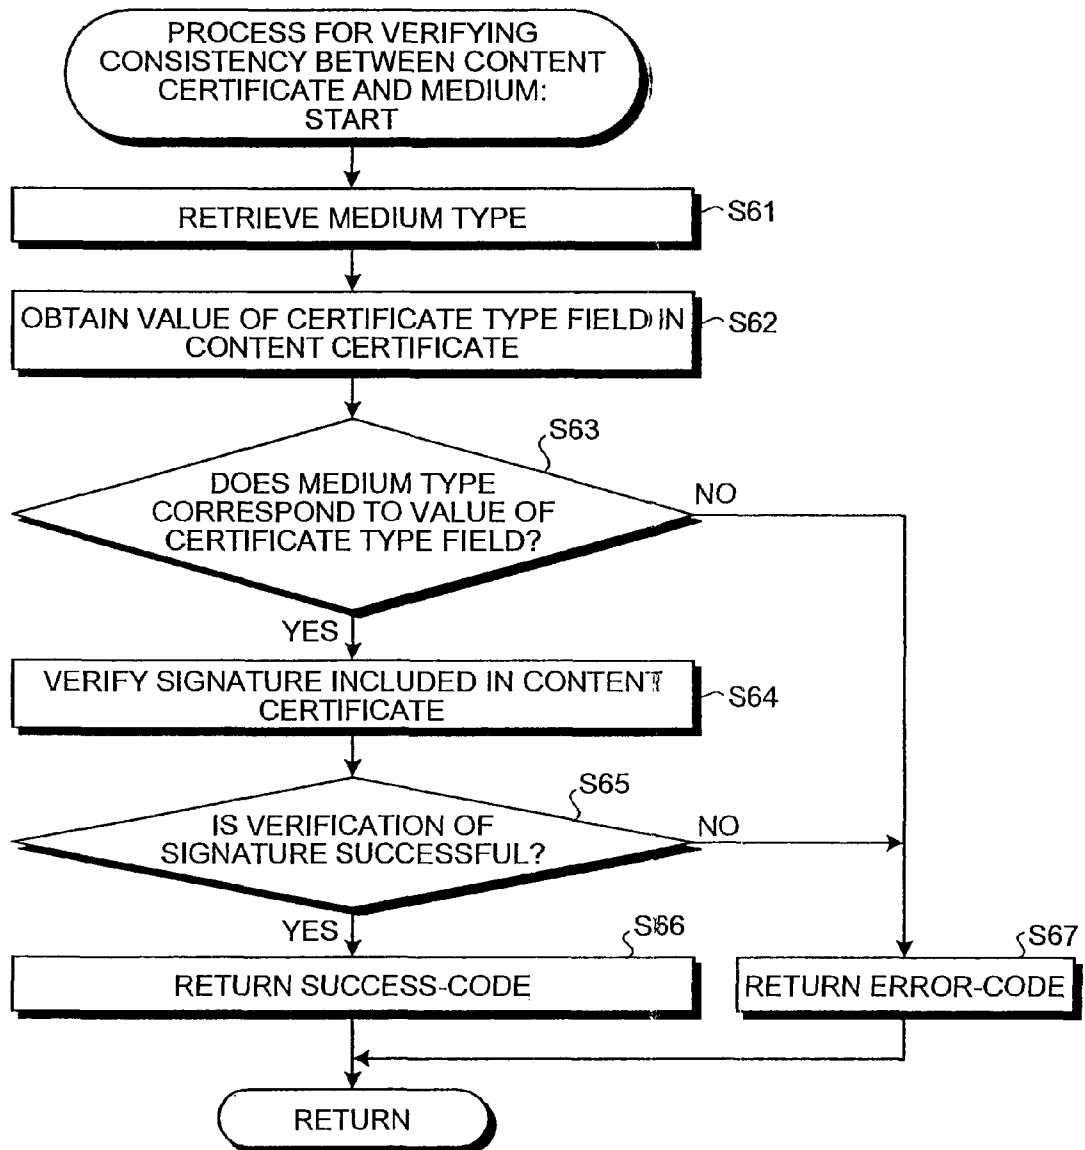 PROCESS FOR VERIFYING
CONSISTENCY BETWEEN CONTENT
CERTIFICATE AND MEDIUM:
START
RETRIEVE MEDIUM TYPE
S61
OBTAIN VALUE OF CERTIFICATE TYPE FIELD IN
CONTENT CERTIFICATE
S62
S63
DOES MEDIUM TYPE
CORRESPOND TO VALUE OF
CERTIFICATE TYPE FIELD?
NO
YES
VERIFY SIGNATURE INCLUDED IN CONTENT
CERTIFICATE
S64
S65
IS VERIFICATION OF
SIGNATURE SUCCESSFUL?
NO
YES
S66
RETURN SUCCESS-CODE
S67
RETURN ERROR-CODE
RETURN